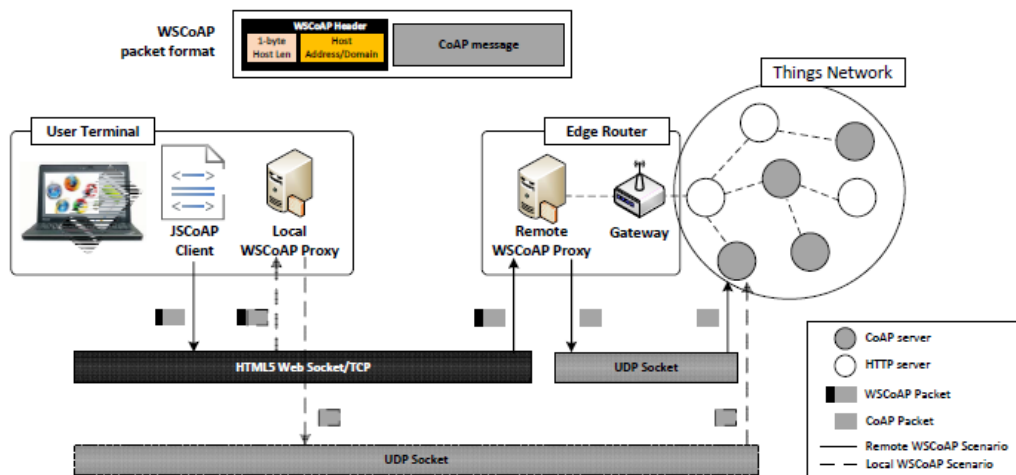 WSCoAP
packet format
WSCoAP Header
1-byte
Host Len
Host
Address/Domain
CoAP message
Things Network
User Terminal
Edge Router
JSCoAP
Client
Local
WSCoAP Proxy
Remote
WSCoAP Proxy
Gateway
HTML5 Web Socket/TCP
UDP Socket
UDP Socket
CoAP server
HTTP server
WSCoAP Packet
CoAP Packet
Remote WSCoAP Scenario
Local WSCoAP Scenario